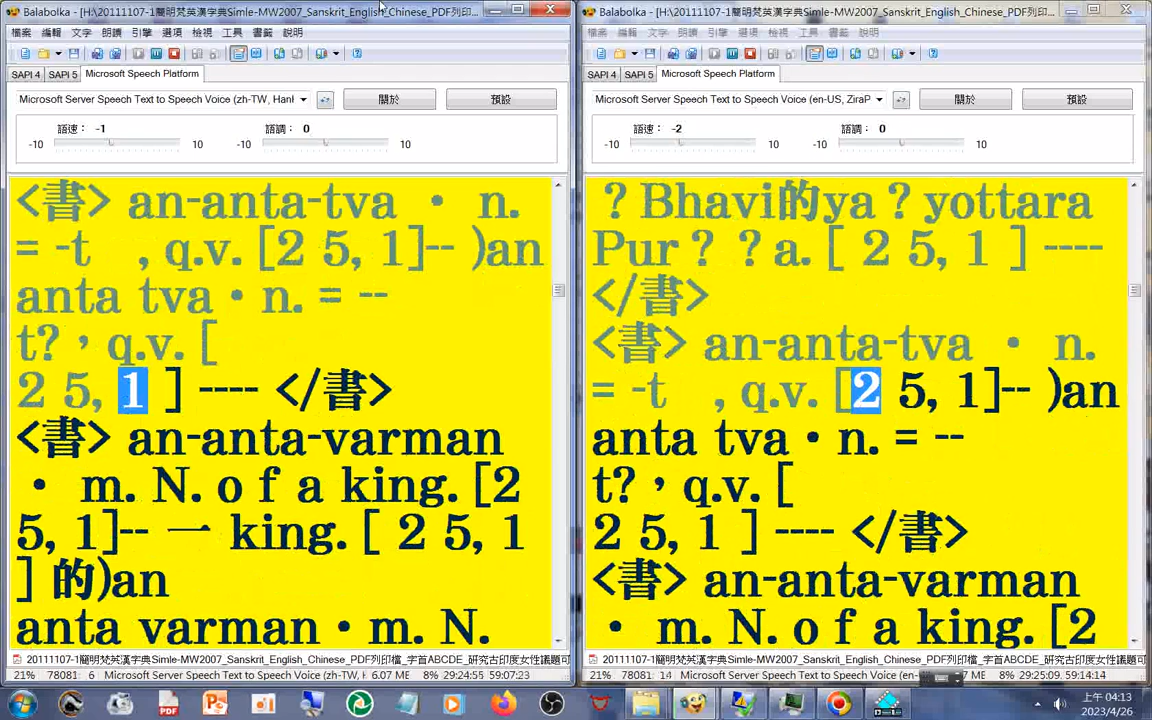 Balabolka - [H:\20111107-1簡明梵英漢字典Simle-MW2007_Sanskrit_English_Chinese_PDF列印...
檔案 編輯 文字 朗讀 引擎 選項 檢視 工具 書籤 說明
SAPI 4 SAPI 5 Microsoft Speech Platform
Microsoft Server Speech Text to Speech Voice (zh-TW, Hanl 關於 預設
語速： -1 語調： 0
-10 10 -10 10
<書> an-anta-tva ‧ n.
= -t , q.v. [2 5, 1]-- )an
anta tva‧n. = --
t?，q.v. [
2 5, 1 ] ---- </書>
<書> an-anta-varman
‧ m. N. o f a king. [2
5, 1]-- 一 king. [ 2 5, 1
] 的)an
anta varman‧m. N.
20111107-1簡明梵英漢字典Simle-MW2007_Sanskrit_English_Chinese_PDF列印檔_字首ABCDE_研究古印度女性議題可
21% 78081: 6 Microsoft Server Speech Text to Speech Voice (zh-TW, H 6.07 MB 8% 29:24:55 59:07:23
Balabolka - [H:\20111107-1簡明梵英漢字典Simle-MW2007_Sanskrit_English_Chinese_PDF列印...
檔案 編輯 文字 朗讀 引擎 選項 檢視 工具 書籤 說明
SAPI 4 SAPI 5 Microsoft Speech Platform
Microsoft Server Speech Text to Speech Voice (en-US, ZiraP 關於 預設
語速： -2 語調： 0
-10 10 -10 10
？Bhavi的ya？yottara
Pur？？a. [ 2 5, 1 ] ----
</書>
<書> an-anta-tva ‧ n.
= -t , q.v. [2 5, 1]-- )an
anta tva‧n. = --
t?，q.v. [
2 5, 1 ] ---- </書>
<書> an-anta-varman
‧ m. N. o f a king. [2
20111107-1簡明梵英漢字典Simle-MW2007_Sanskrit_English_Chinese_PDF列印檔_字首ABCDE_研究古印度女性議題可
21% 78081: 14 Microsoft Server Speech Text to Speech Voice 8% 29:25:09 59:14:14
上午 04:13
2023/4/26